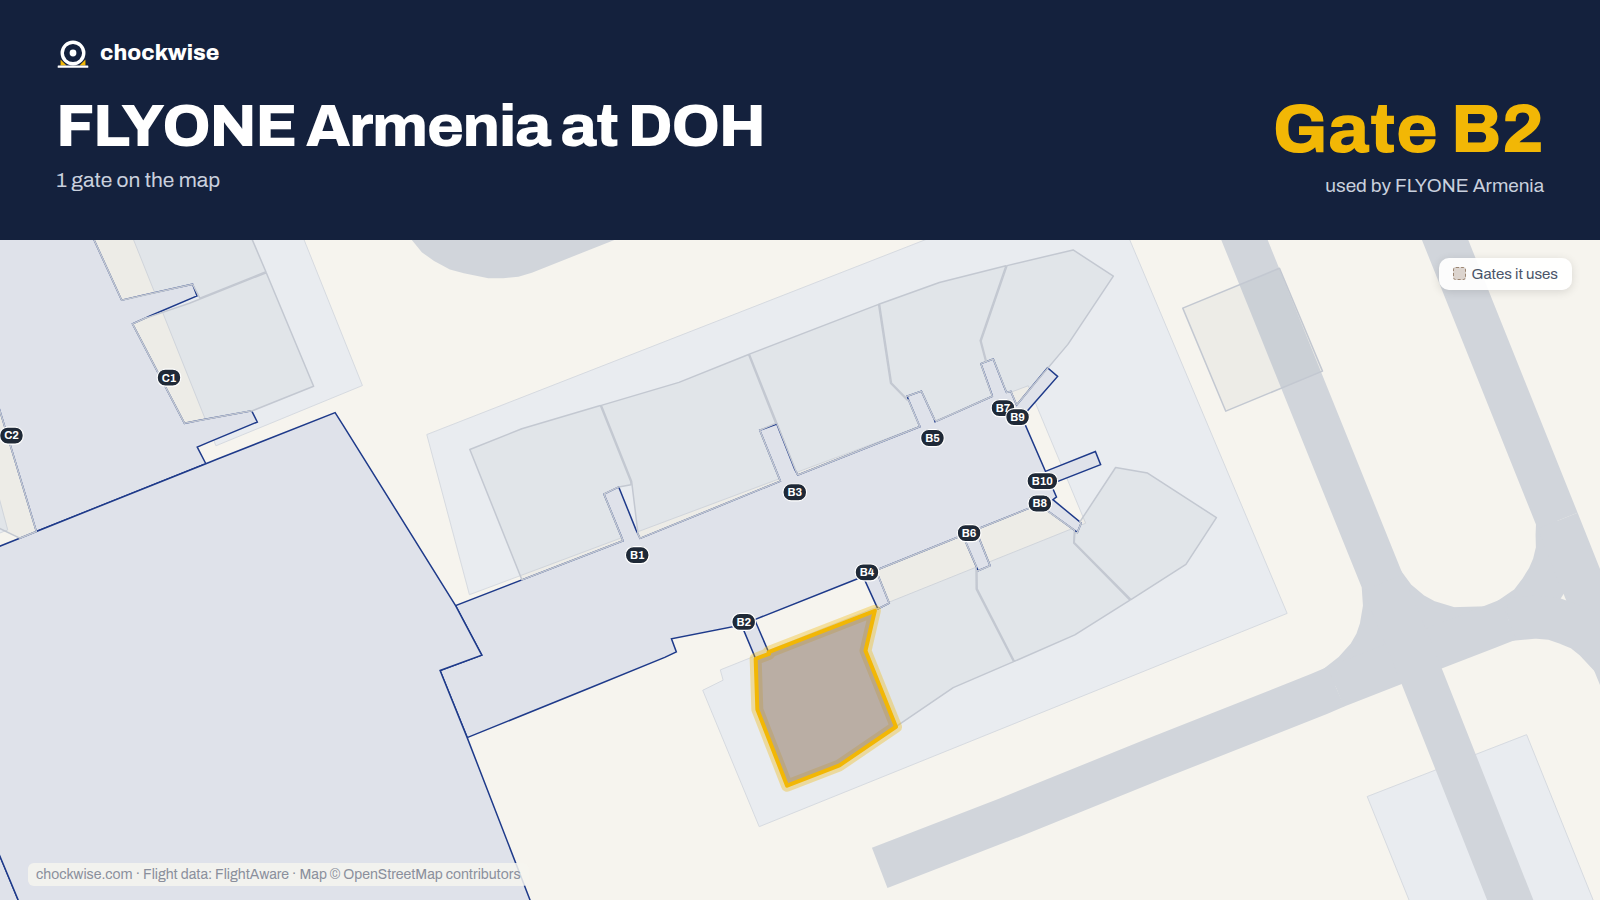 chockwise
FLYONE Armenia at DOH
1 gate on the map
Gate B2
used by FLYONE Armenia
Gates it uses
C1
C2
B7
B9
B5
B10
B3
B8
B6
B1
B4
B2
chockwise.com · Flight data: FlightAware · Map © OpenStreetMap contributors